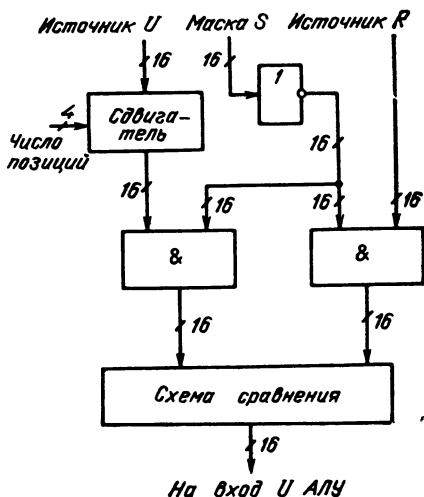 Источник U Маска S Источник R
16 16 1
4 Сдвига-
тель
Число
позиций
16
16 16 16 16
& &
16 16
Схема сравнения
16
На вход U АЛУ